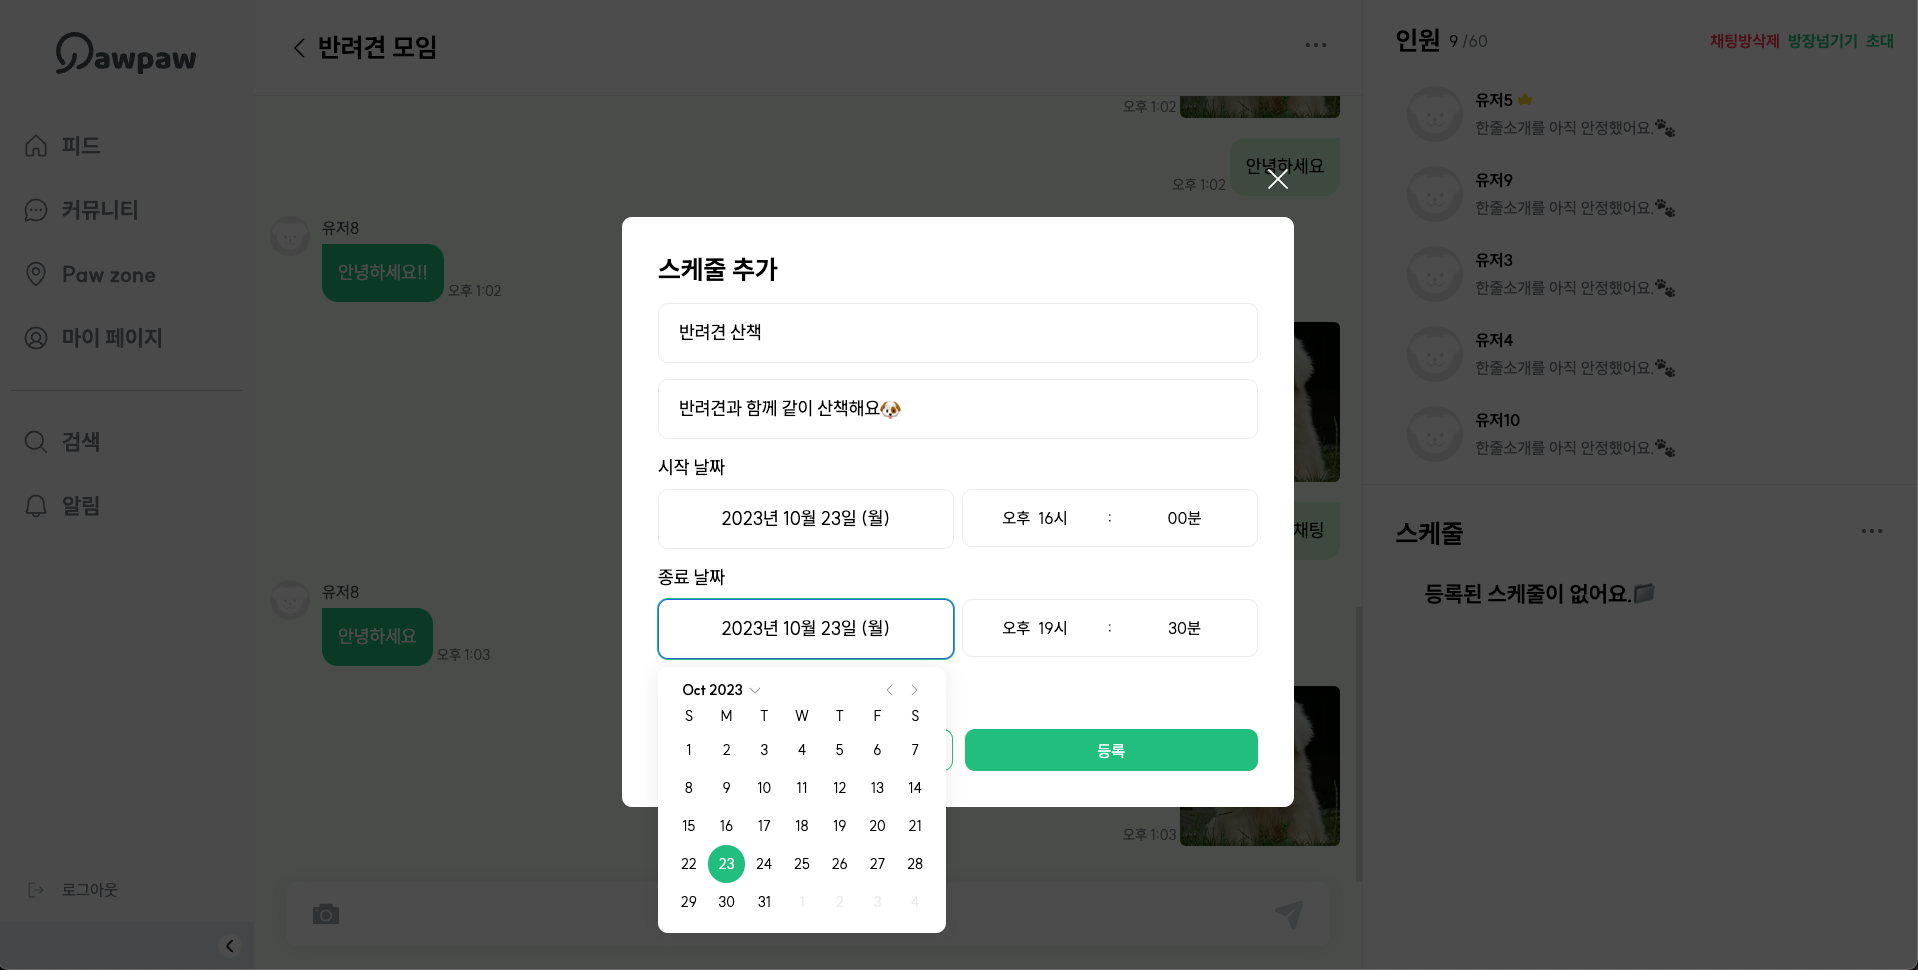 awpaw
피드
커뮤니티
Paw zone
마이 페이지
검색
알림
로그아웃
반려견 모임
오후 1:02
안녕하세요
오후 1:02
유저8
안녕하세요!!
오후 1:02
채팅
유저8
안녕하세요
오후 1:03
오후 1:03
스케줄 추가
반려견 산책
반려견과 함께 같이 산책해요🐶
시작 날짜
2023년 10월 23일 (월)
오후 16시 : 00분
종료 날짜
2023년 10월 23일 (월)
오후 19시 : 30분
Oct 2023
S M T W T F S
1 2 3 4 5 6 7
8 9 10 11 12 13 14
15 16 17 18 19 20 21
22 23 24 25 26 27 28
29 30 31 1 2 3 4
등록
인원 9 /60
채팅방삭제 방장넘기기 초대
유저5
한줄소개를 아직 안정했어요.🐾
유저9
한줄소개를 아직 안정했어요.🐾
유저3
한줄소개를 아직 안정했어요.🐾
유저4
한줄소개를 아직 안정했어요.🐾
유저10
한줄소개를 아직 안정했어요.🐾
스케줄
등록된 스케줄이 없어요.📁